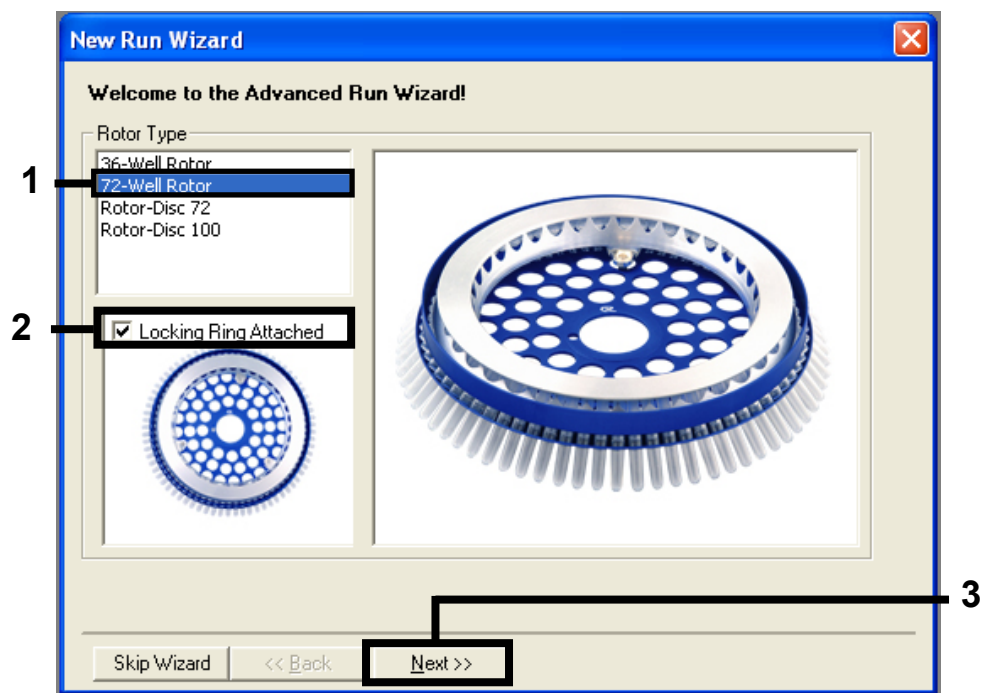 New Run Wizard
Welcome to the Advanced Run Wizard!
Rotor Type
36-Well Rotor
1
72-Well Rotor
Rotor-Disc 72
Rotor-Disc 100
2
Locking Ring Attached
3
Skip Wizard
<< Back
Next >>